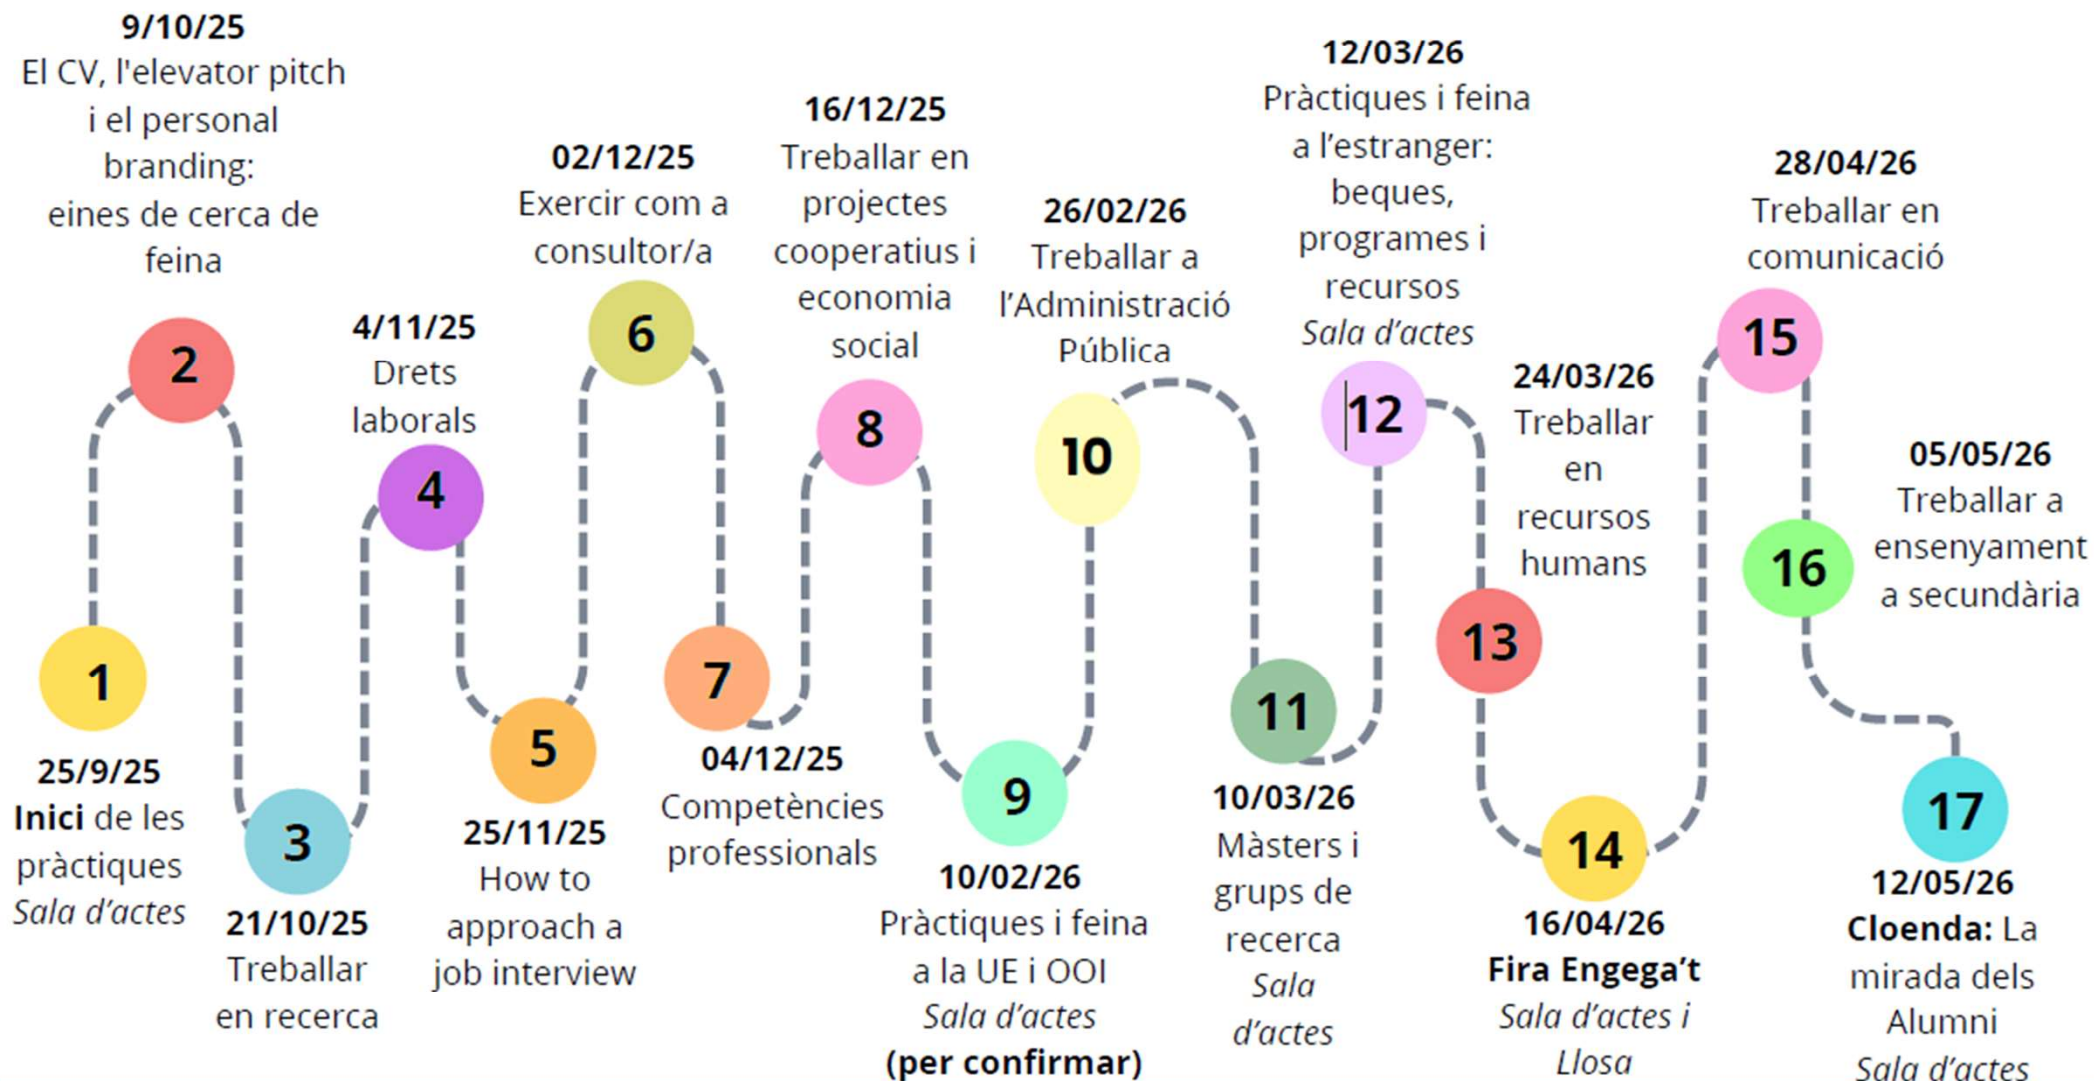 1
25/9/25
Inici de les
pràctiques
Sala d'actes
9/10/25
El CV, l'elevator pitch
i el personal
branding:
eines de cerca de
feina
2
3
21/10/25
Treballar
en recerca
4/11/25
Drets
laborals
4
5
25/11/25
How to
approach a
job interview
02/12/25
Exercir com a
consultor/a
6
7
04/12/25
Competències
professionals
16/12/25
Treballar en
projectes
cooperatius i
economia
social
8
9
10/02/26
Pràctiques i feina
a la UE i OOI
Sala d'actes
(per confirmar)
26/02/26
Treballar a
l’Administració
Pública
10
11
10/03/26
Màsters i
grups de
recerca
Sala
d'actes
12/03/26
Pràctiques i feina
a l’estranger:
beques,
programes i
recursos
Sala d’actes
12
24/03/26
Treballar
en
recursos
humans
13
14
16/04/26
Fira Engega’t
Sala d’actes i
Llosa
28/04/26
Treballar en
comunicació
15
16
05/05/26
Treballar a
ensenyament
a secundària
17
12/05/26
Cloenda: La
mirada dels
Alumni
Sala d’actes